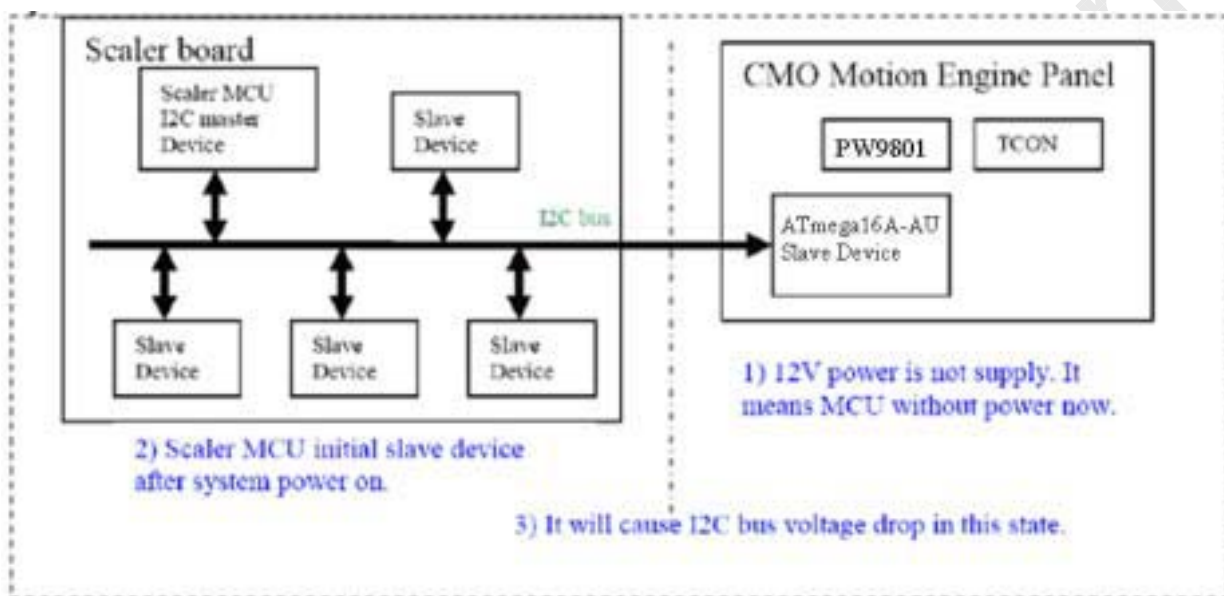 Scaler board
Scaler MCU
I2C master
Device
Slave
Device
I2C bus
Slave
Device
Slave
Device
Slave
Device
2) Scaler MCU initial slave device
after system power on.
CMO Motion Engine Panel
PW9801
TCON
ATmega16A-AU
Slave Device
1) 12V power is not supply. It
means MCU without power now.
3) It will cause I2C bus voltage drop in this state.